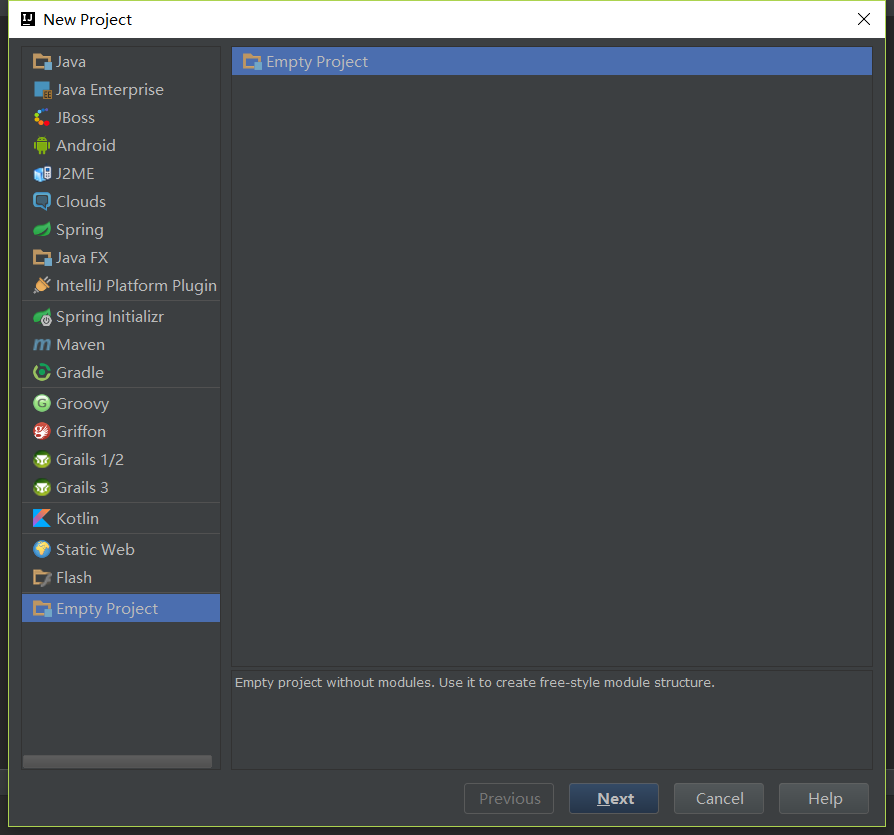 New Project
Java
Java Enterprise
JBoss
Android
J2ME
Clouds
Spring
Java FX
IntelliJ Platform Plugin
Spring Initializr
Maven
Gradle
Groovy
Griffon
Grails 1/2
Grails 3
Kotlin
Static Web
Flash
Empty Project
Empty Project
Empty project without modules. Use it to create free-style module structure.
Previous
Next
Cancel
Help